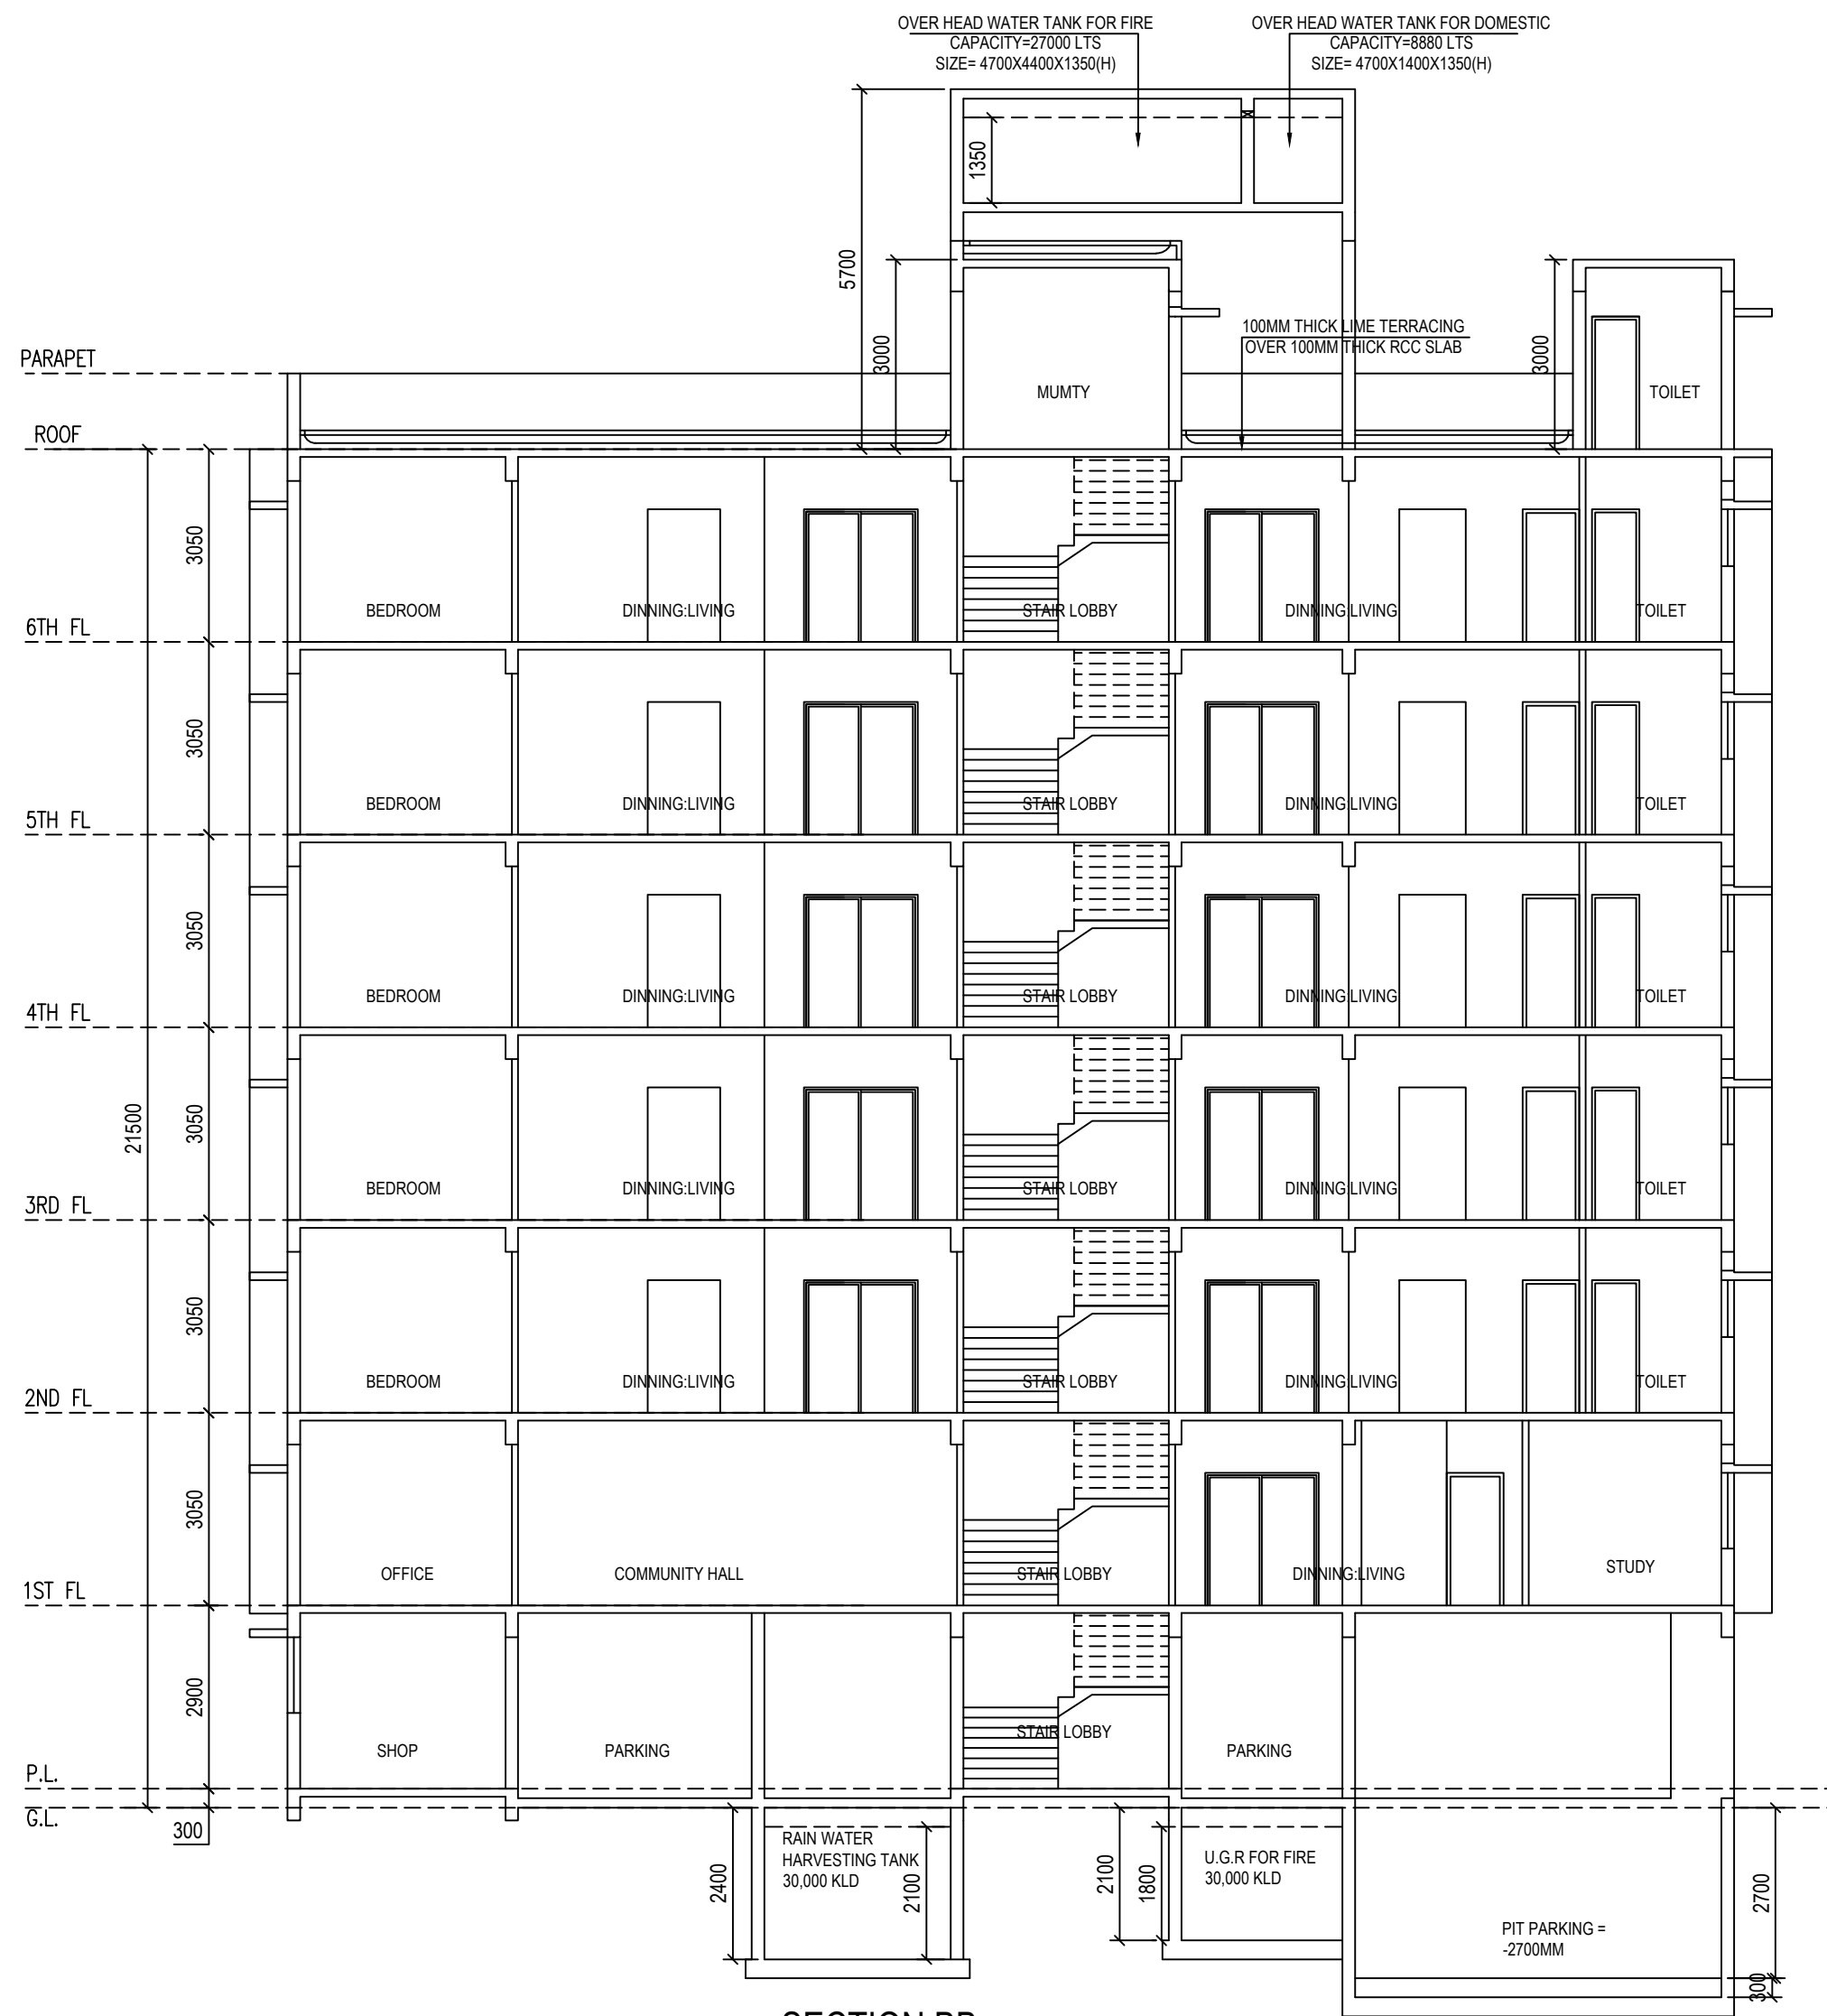 OVER HEAD WATER TANK FOR FIRE
CAPACITY=27000 LTS
SIZE= 4700X4400X1350(H)
OVER HEAD WATER TANK FOR DOMESTIC
CAPACITY=8880 LTS
SIZE= 4700X1400X1350(H)
1350
5700
3000
3000
100MM THICK LIME TERRACING
OVER 100MM THICK RCC SLAB
PARAPET
MUMTY
TOILET
ROOF
3050
BEDROOM
DINNING:LIVING
STAIR LOBBY
DINNING:LIVING
TOILET
6TH FL
3050
BEDROOM
DINNING:LIVING
STAIR LOBBY
DINNING:LIVING
TOILET
5TH FL
3050
BEDROOM
DINNING:LIVING
STAIR LOBBY
DINNING:LIVING
TOILET
4TH FL
21500
3050
BEDROOM
DINNING:LIVING
STAIR LOBBY
DINNING:LIVING
TOILET
3RD FL
3050
BEDROOM
DINNING:LIVING
STAIR LOBBY
DINNING:LIVING
TOILET
2ND FL
3050
OFFICE
COMMUNITY HALL
STAIR LOBBY
DINNING:LIVING
STUDY
1ST FL
2900
SHOP
PARKING
STAIR LOBBY
PARKING
P.L.
G.L.
300
2400
RAIN WATER
HARVESTING TANK
30,000 KLD
2100
2100
1800
U.G.R FOR FIRE
30,000 KLD
PIT PARKING =
-2700MM
2700
300
SECTION BB